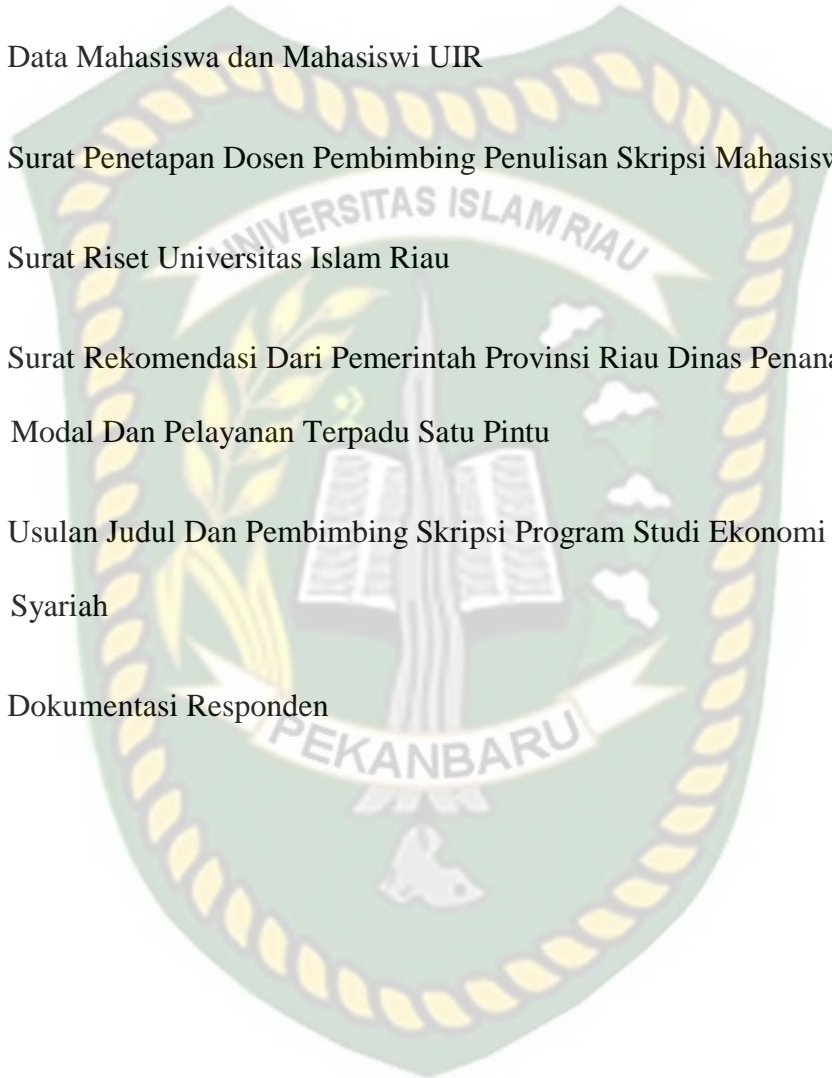 Data Mahasiswa dan Mahasiswi UIR
Surat Penetapan Dosen Pembimbing Penulisan Skripsi
UNIVERSITAS ISLAM RIAU
Surat Riset Universitas Islam Riau
Surat Rekomendasi Dari Pemerintah Provinsi Riau Dinas
Modal Dan Pelayanan Terpadu Satu Pintu
Usulan Judul Dan Pembimbing Skripsi Program Studi Ekonomi
Syariah
Dokumentasi Responden
PEKANBARU